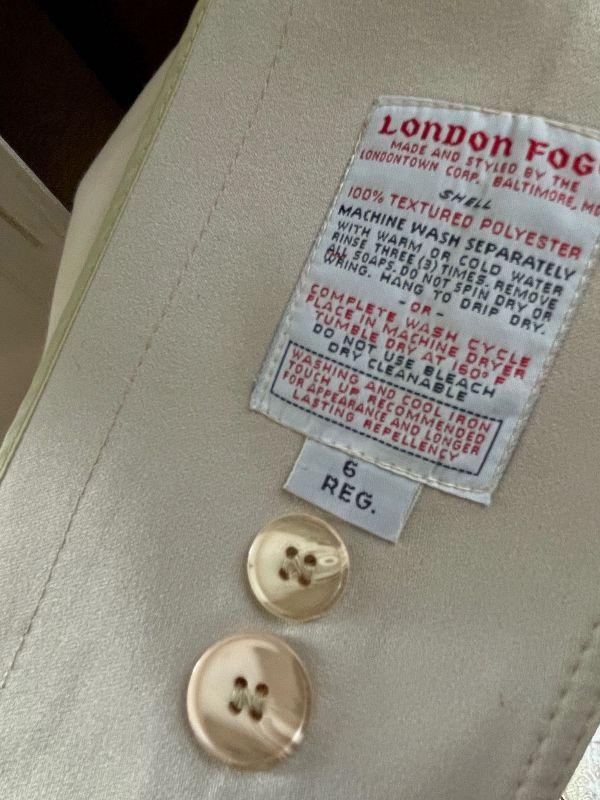 LONDON FOG
MADE AND STYLED BY THE
LONDONTOWN CORP. BALTIMORE, MD
SHELL
100% TEXTURED POLYESTER
MACHINE WASH SEPARATELY
WITH WARM OR COLD WATER
RINSE THREE (3) TIMES. REMOVE
ALL SOAPS. DO NOT SPIN DRY OR
WRING. HANG TO DRIP DRY.
- OR -
COMPLETE WASH CYCLE
PLACE IN MACHINE DRYER
TUMBLE DRY AT 160° F
DO NOT USE BLEACH
DRY CLEANABLE
WASHING AND COOL IRON
TOUCH UP RECOMMENDED
FOR APPEARANCE AND LONGER
LASTING REPELLENCY
6
REG.